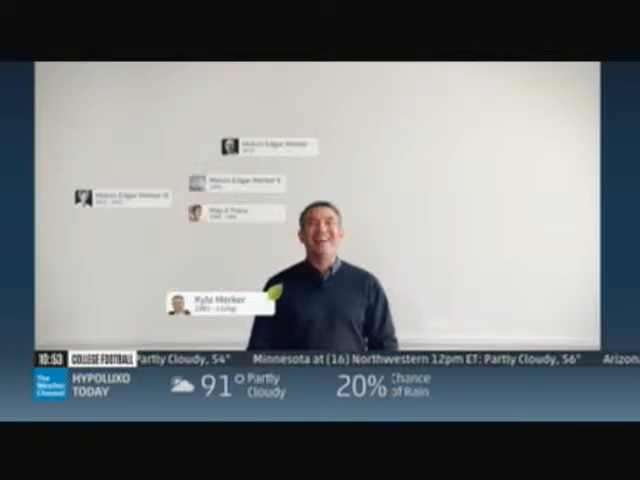 Melvin Edgar Merker
Melvin Edgar Merker II
Melvin Edgar Merker III
May A Tracy
Kyle Merker
1961 - Living
10:53 COLLEGE FOOTBALL Partly Cloudy, 54° Minnesota at (16) Northwestern 12pm ET: Partly Cloudy, 56° Arizona
The Weather Channel
HYPOLUXO TODAY
91° Partly Cloudy
20% Chance of Rain